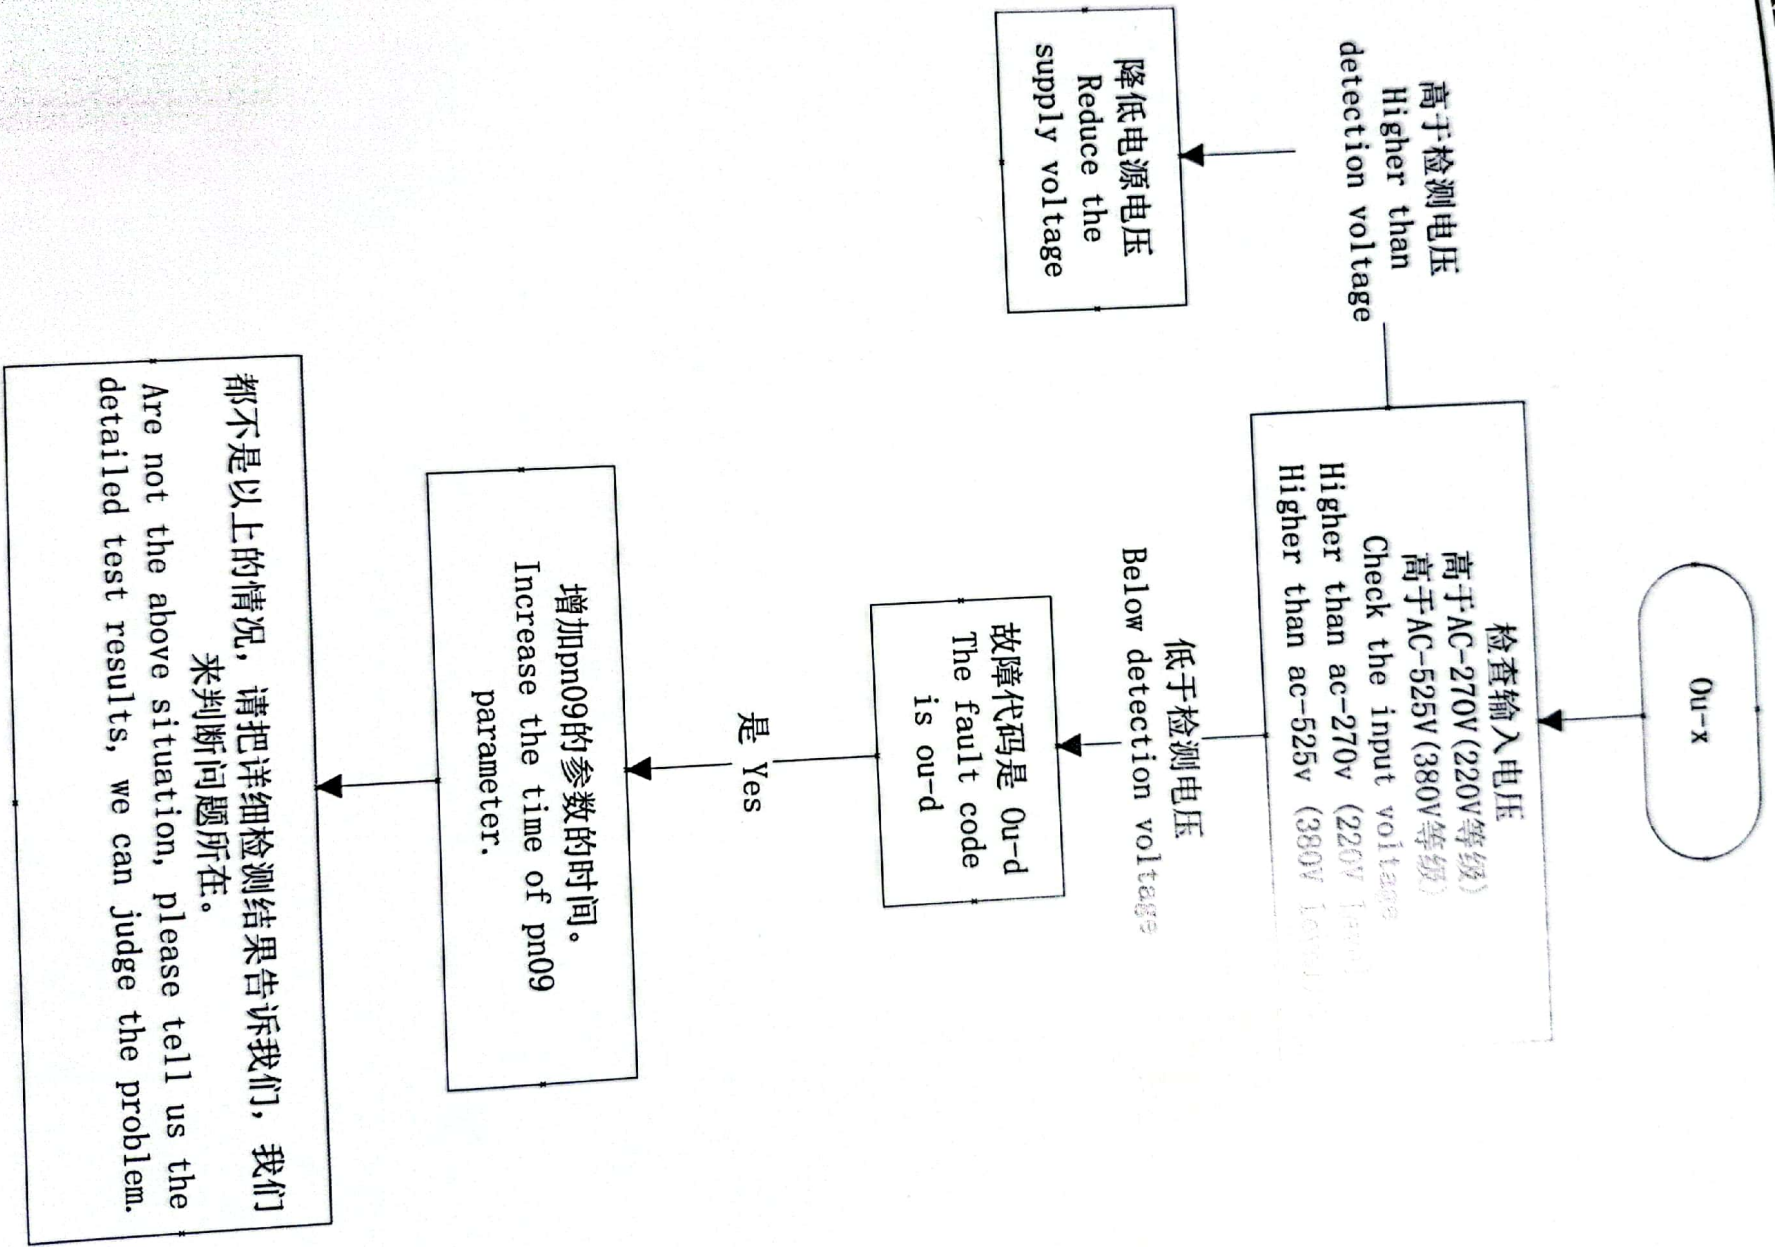 Ou-x
检查输入电压
高于AC-270V(220V等级)
高于AC-525V(380V等级)
Check the input voltage
Higher than ac-270v (220V level
Higher than ac-525v (380V level
高于检测电压
Higher than
detection voltage
降低电源电压
Reduce the
supply voltage
低于检测电压
Below detection voltage
故障代码是 Ou-d
The fault code
is ou-d
是 Yes
增加pn09的参数的时间。
Increase the time of pn09
parameter.
都不是以上的情况，请把详细检测结果告诉我们，我们
来判断问题所在。
Are not the above situation, please tell us the
detailed test results, we can judge the problem.